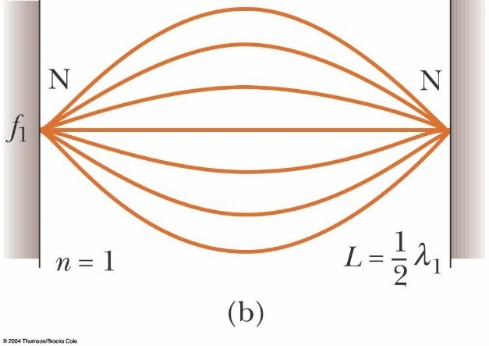 N
N
f₁
n = 1
L = 1/2 λ₁
(b)
© 2004 Thomson/Brooks Cole